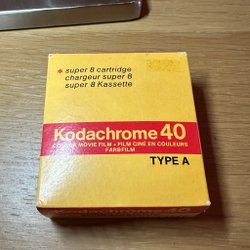 * super 8 cartridge
chargeur super 8
super 8 Kassette
Kodachrome 40
COLOR MOVIE FILM • FILM CINÉ EN COULEURS
FARBFILM
TYPE A